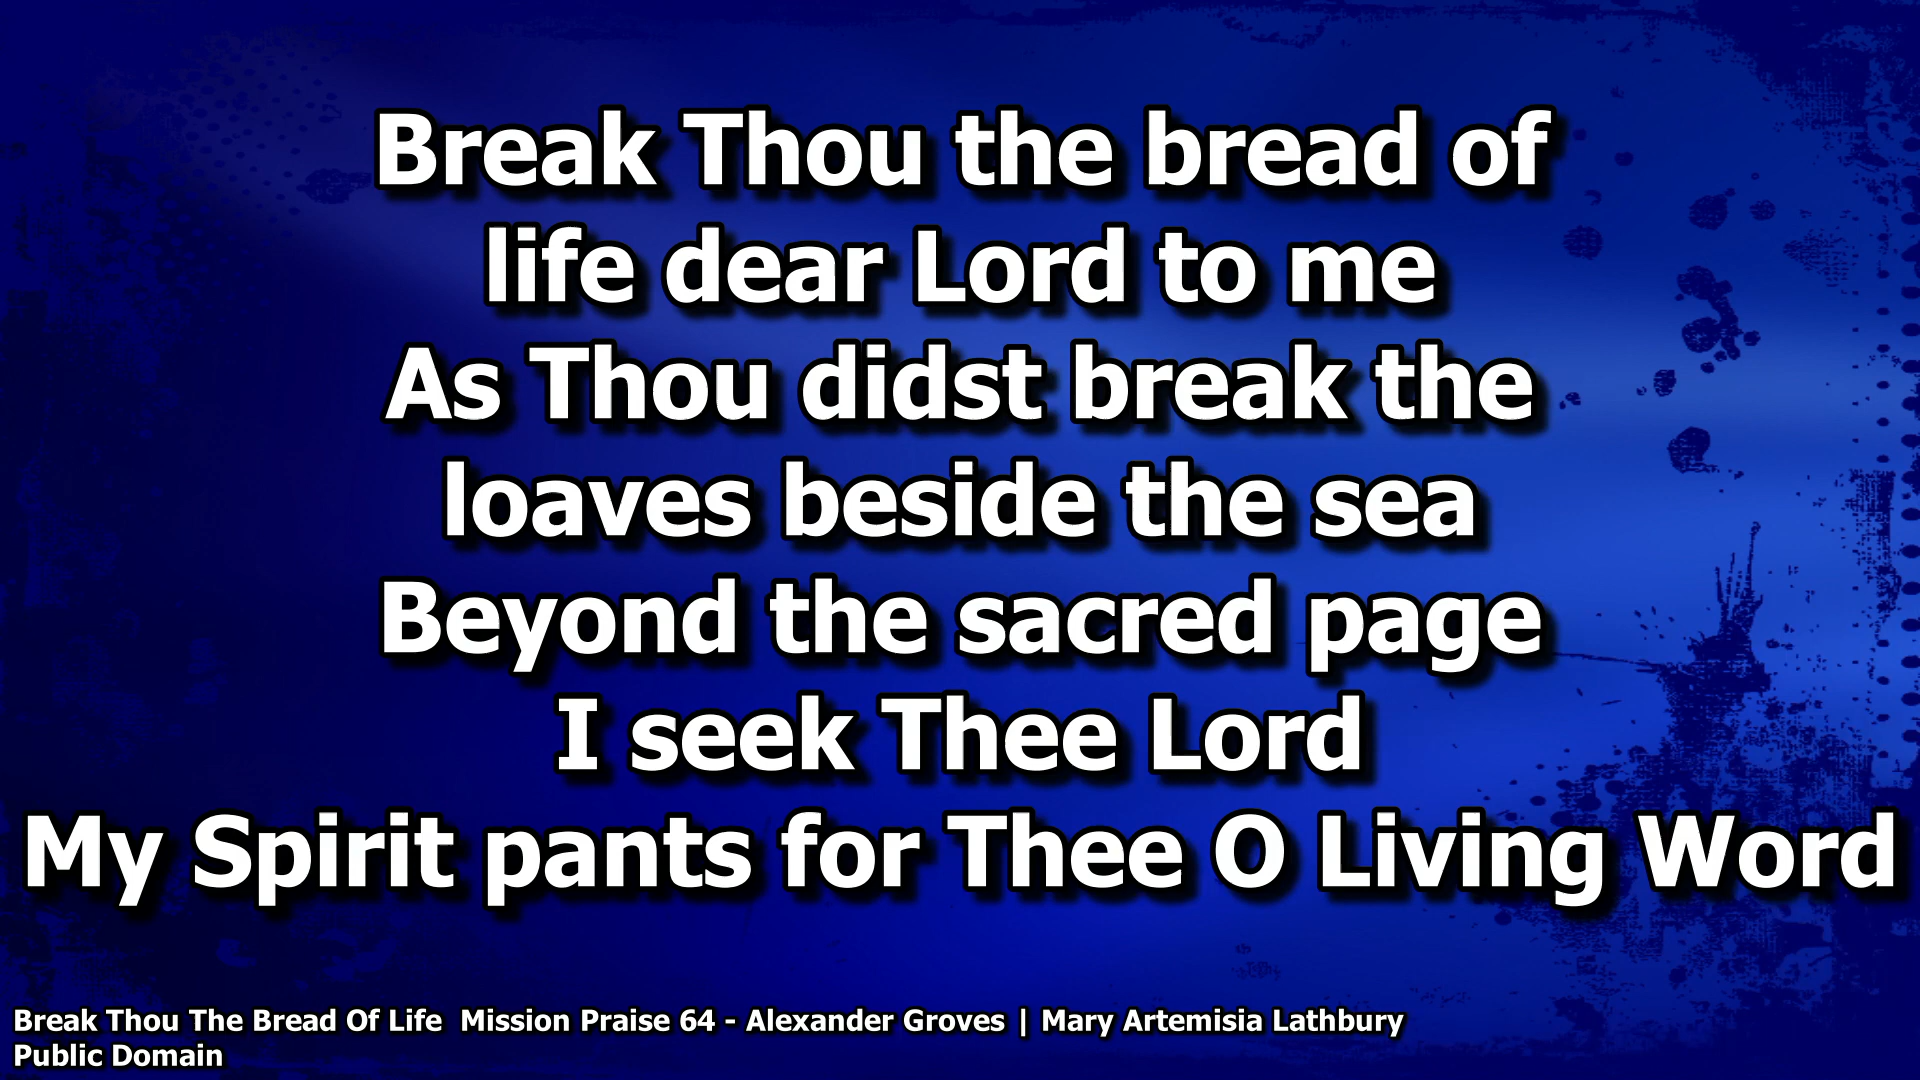 Break Thou the bread of
life dear Lord to me
As Thou didst break the
loaves beside the sea
Beyond the sacred page
I seek Thee Lord
My Spirit pants for Thee O Living Word
Break Thou The Bread Of Life  Mission Praise 64 - Alexander Groves | Mary Artemisia Lathbury
Public Domain